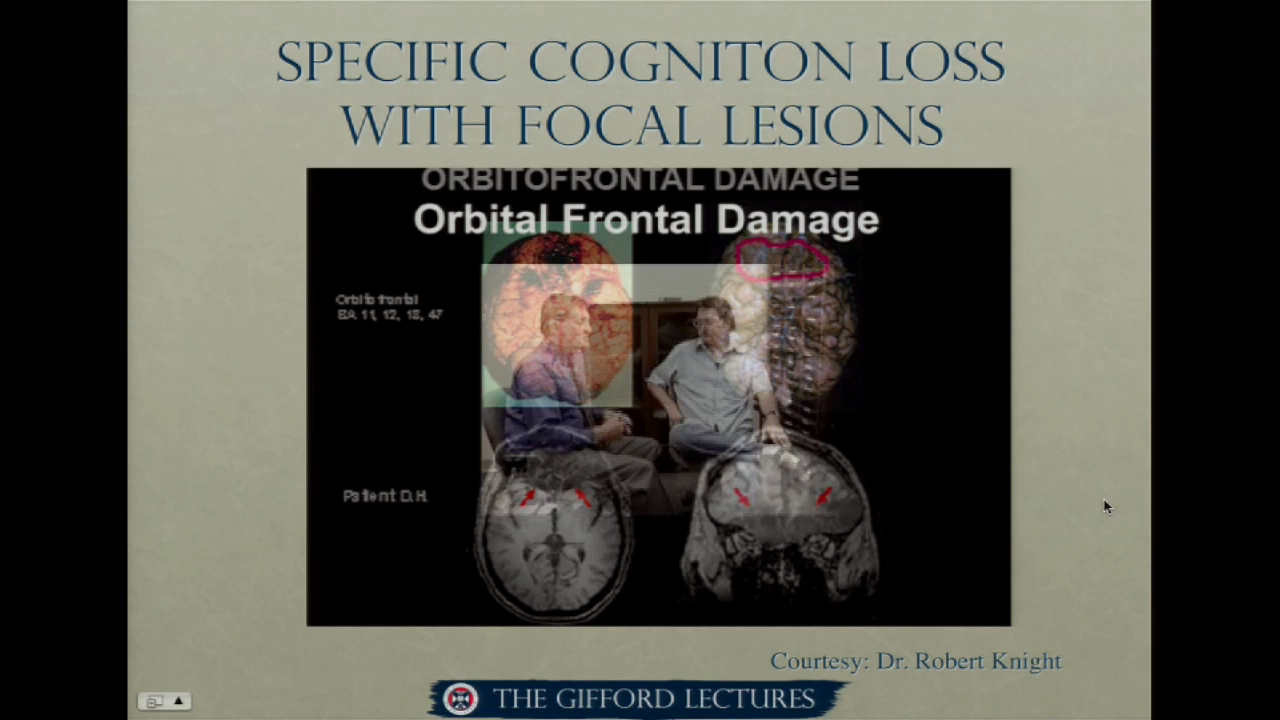 SPECIFIC COGNITON LOSS
WITH FOCAL LESIONS
ORBITOFRONTAL DAMAGE
Orbital Frontal Damage
Orbito frontal
Patient D.H.
Courtesy: Dr. Robert Knight
THE GIFFORD LECTURES